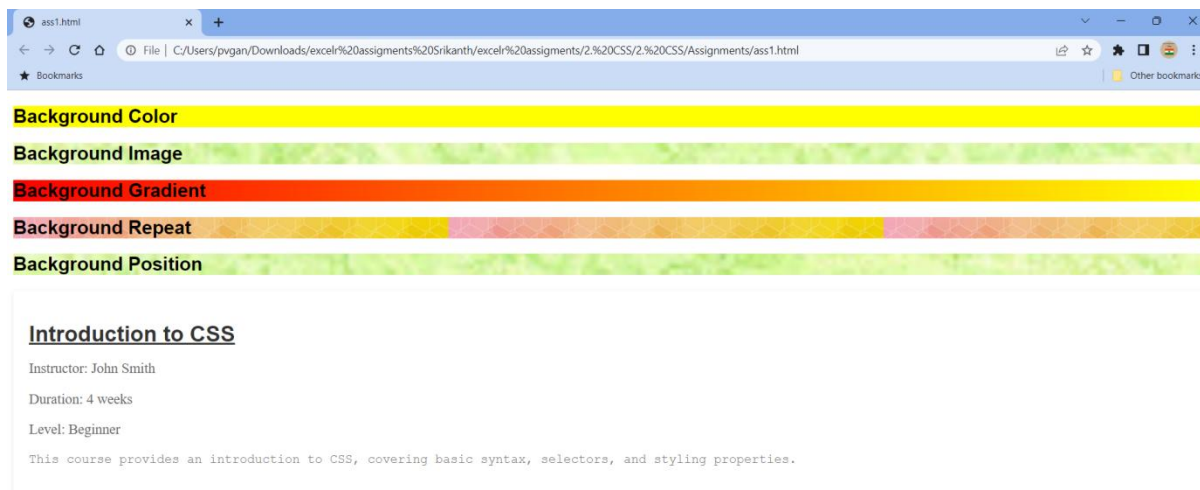 ass1.html
File | C:/Users/pvgan/Downloads/excelr%20assigments%20Srikanth/excelr%20assigments/2.%20CSS/2.%20CSS/Assignments/ass1.html
Bookmarks Other bookmarks
Background Color
Background Image
Background Gradient
Background Repeat
Background Position
Introduction to CSS
Instructor: John Smith
Duration: 4 weeks
Level: Beginner
This course provides an introduction to CSS, covering basic syntax, selectors, and styling properties.